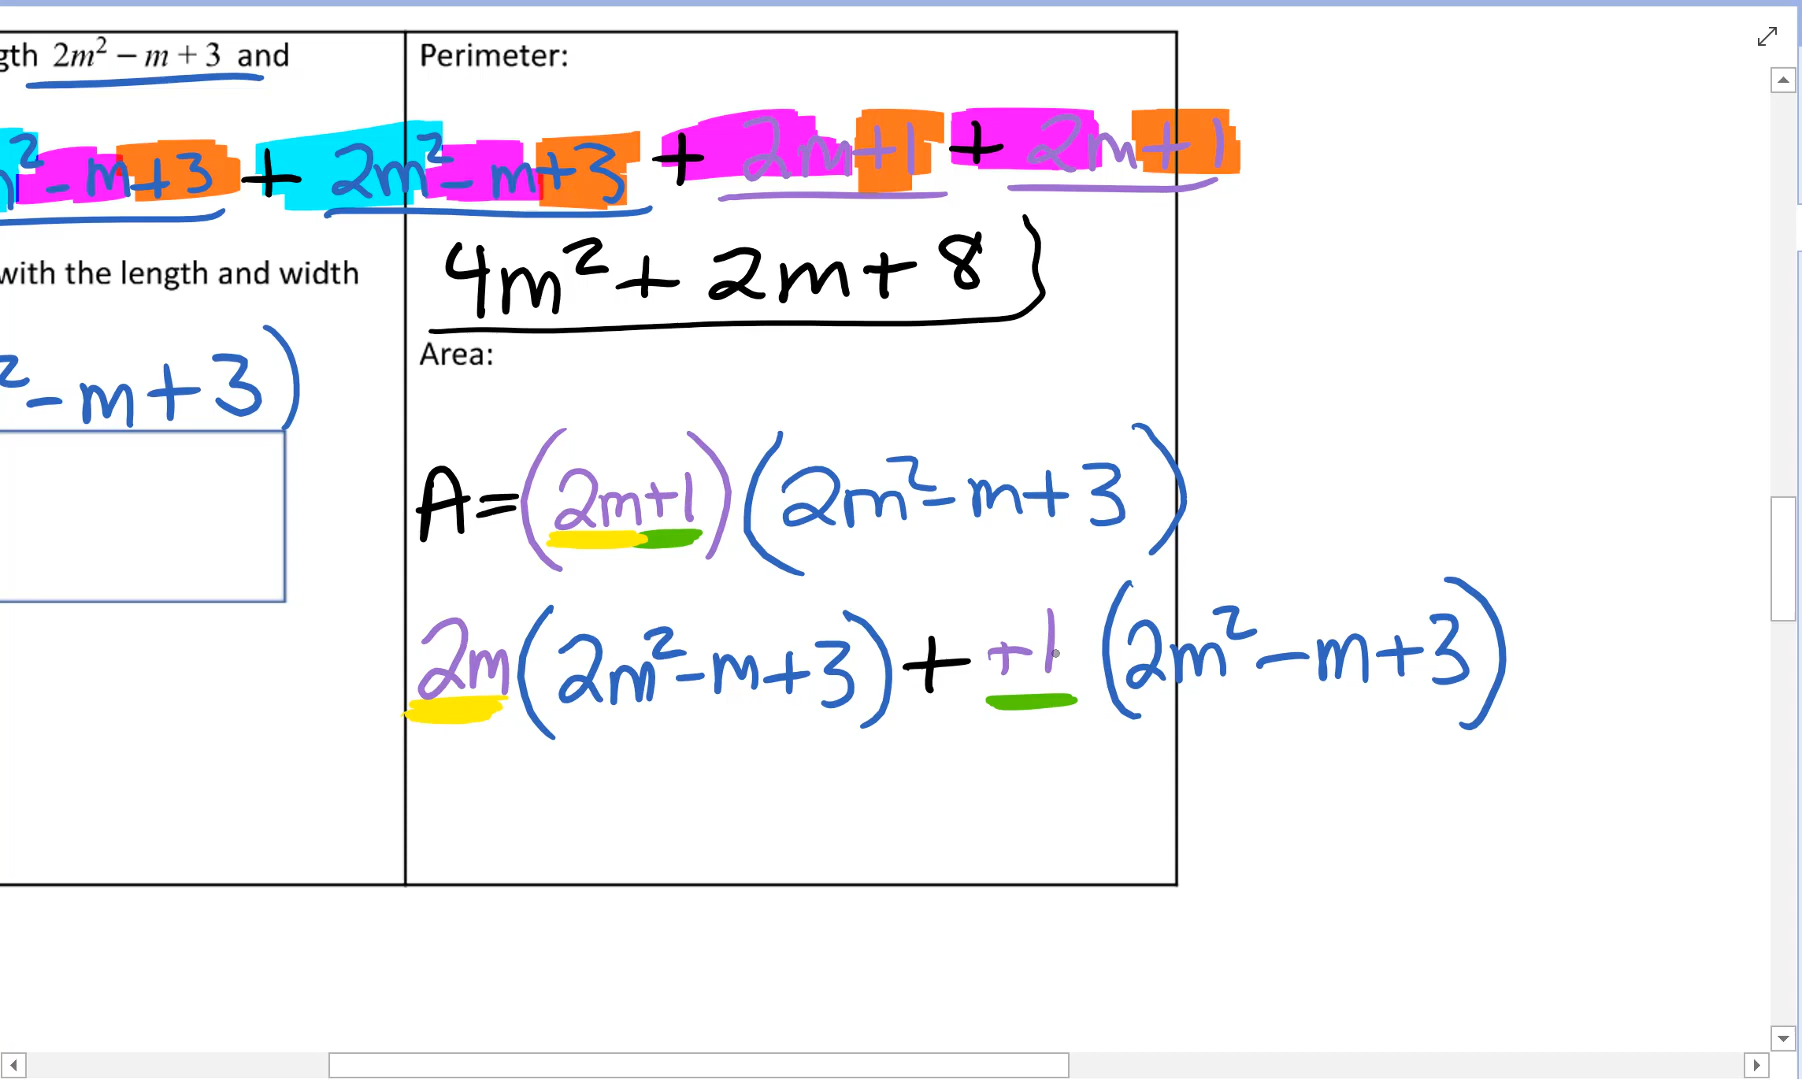 gth 2m² − m + 3 and
Perimeter:
² - m + 3 + 2m² - m + 3 + 2m + 1 + 2m + 1
4m² + 2m + 8
with the length and width
Area:
² - m + 3)
A = (2m+1)(2m² - m + 3)
2m(2m² - m + 3) + +1(2m² - m + 3)